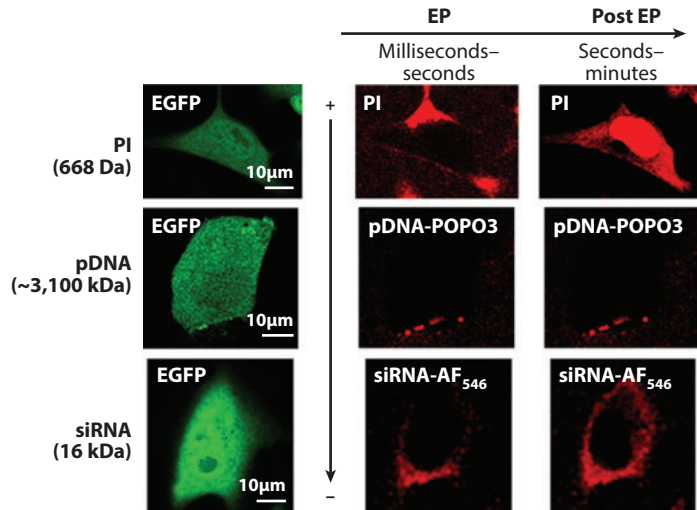 EP
Post EP
Milliseconds–
seconds
Seconds–
minutes
PI
(668 Da)
EGFP
10μm
+
PI
PI
pDNA
(~3,100 kDa)
EGFP
10μm
pDNA-POPO3
pDNA-POPO3
siRNA
(16 kDa)
EGFP
10μm
–
siRNA-AF546
siRNA-AF546